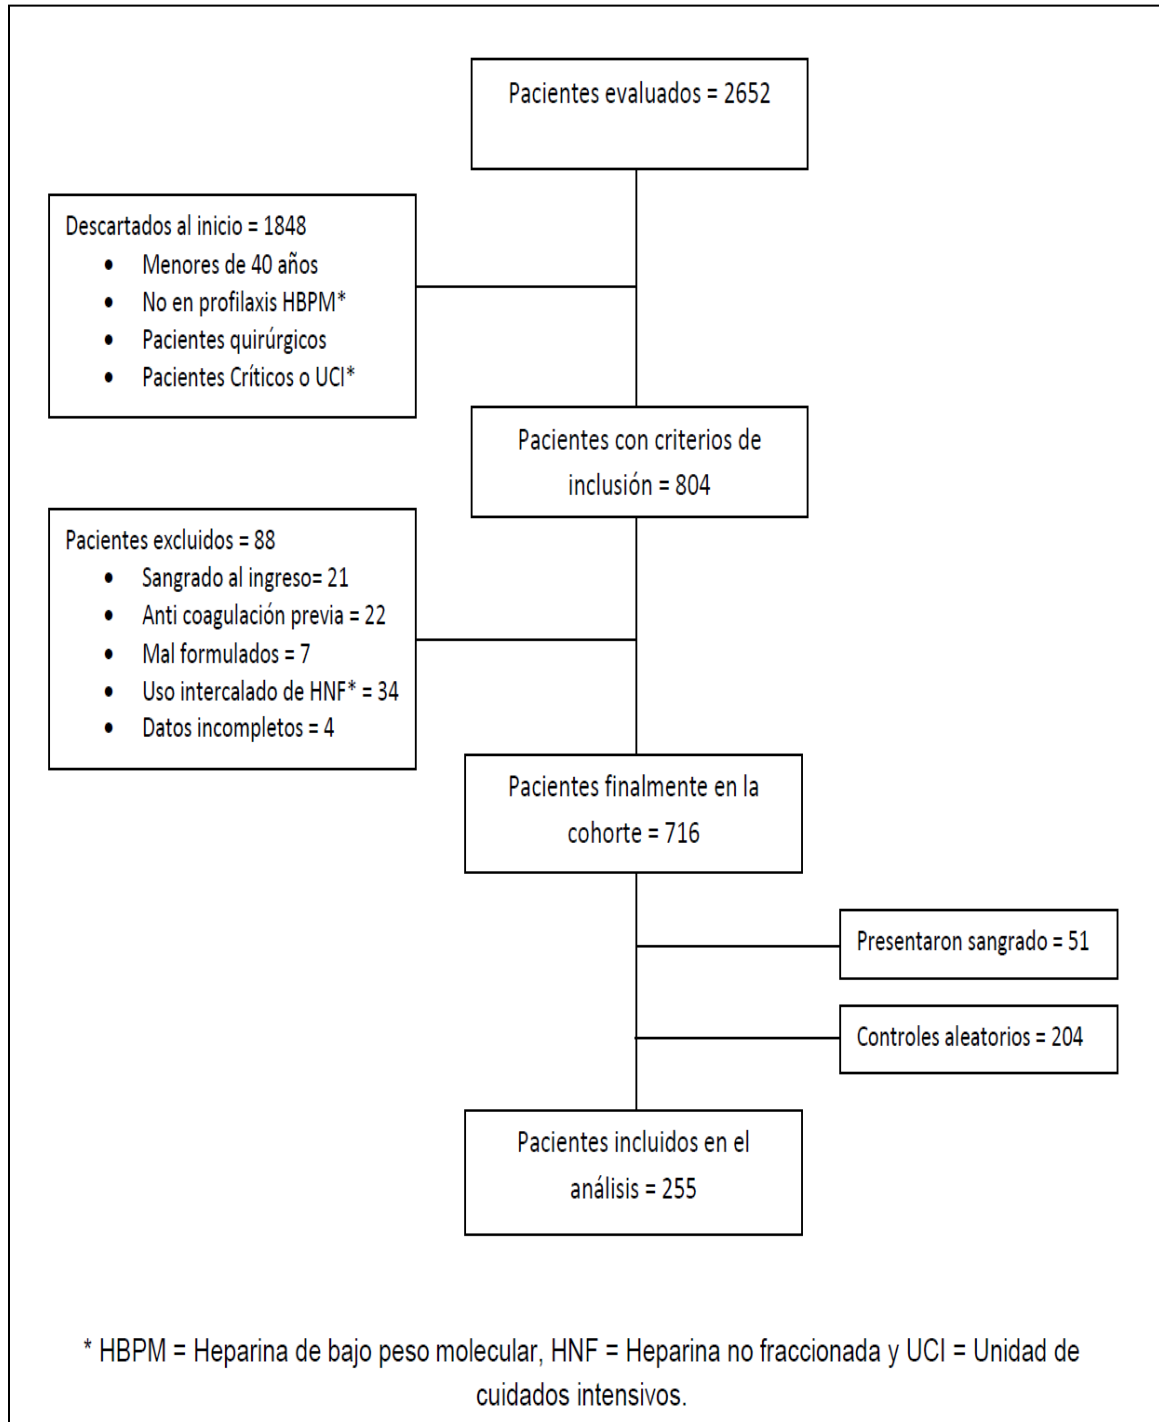 Pacientes evaluados = 2652
Descartados al inicio = 1848
• Menores de 40 años
• No en profilaxis HBPM*
• Pacientes quirúrgicos
• Pacientes Críticos o UCI*
Pacientes con criterios de
inclusión = 804
Pacientes excluidos = 88
• Sangrado al ingreso= 21
• Anti coagulación previa = 22
• Mal formulados = 7
• Uso intercalado de HNF* = 34
• Datos incompletos = 4
Pacientes finalmente en la
cohorte = 716
Presentaron sangrado = 51
Controles aleatorios = 204
Pacientes incluidos en el
análisis = 255
* HBPM = Heparina de bajo peso molecular, HNF = Heparina no fraccionada y UCI = Unidad de
cuidados intensivos.